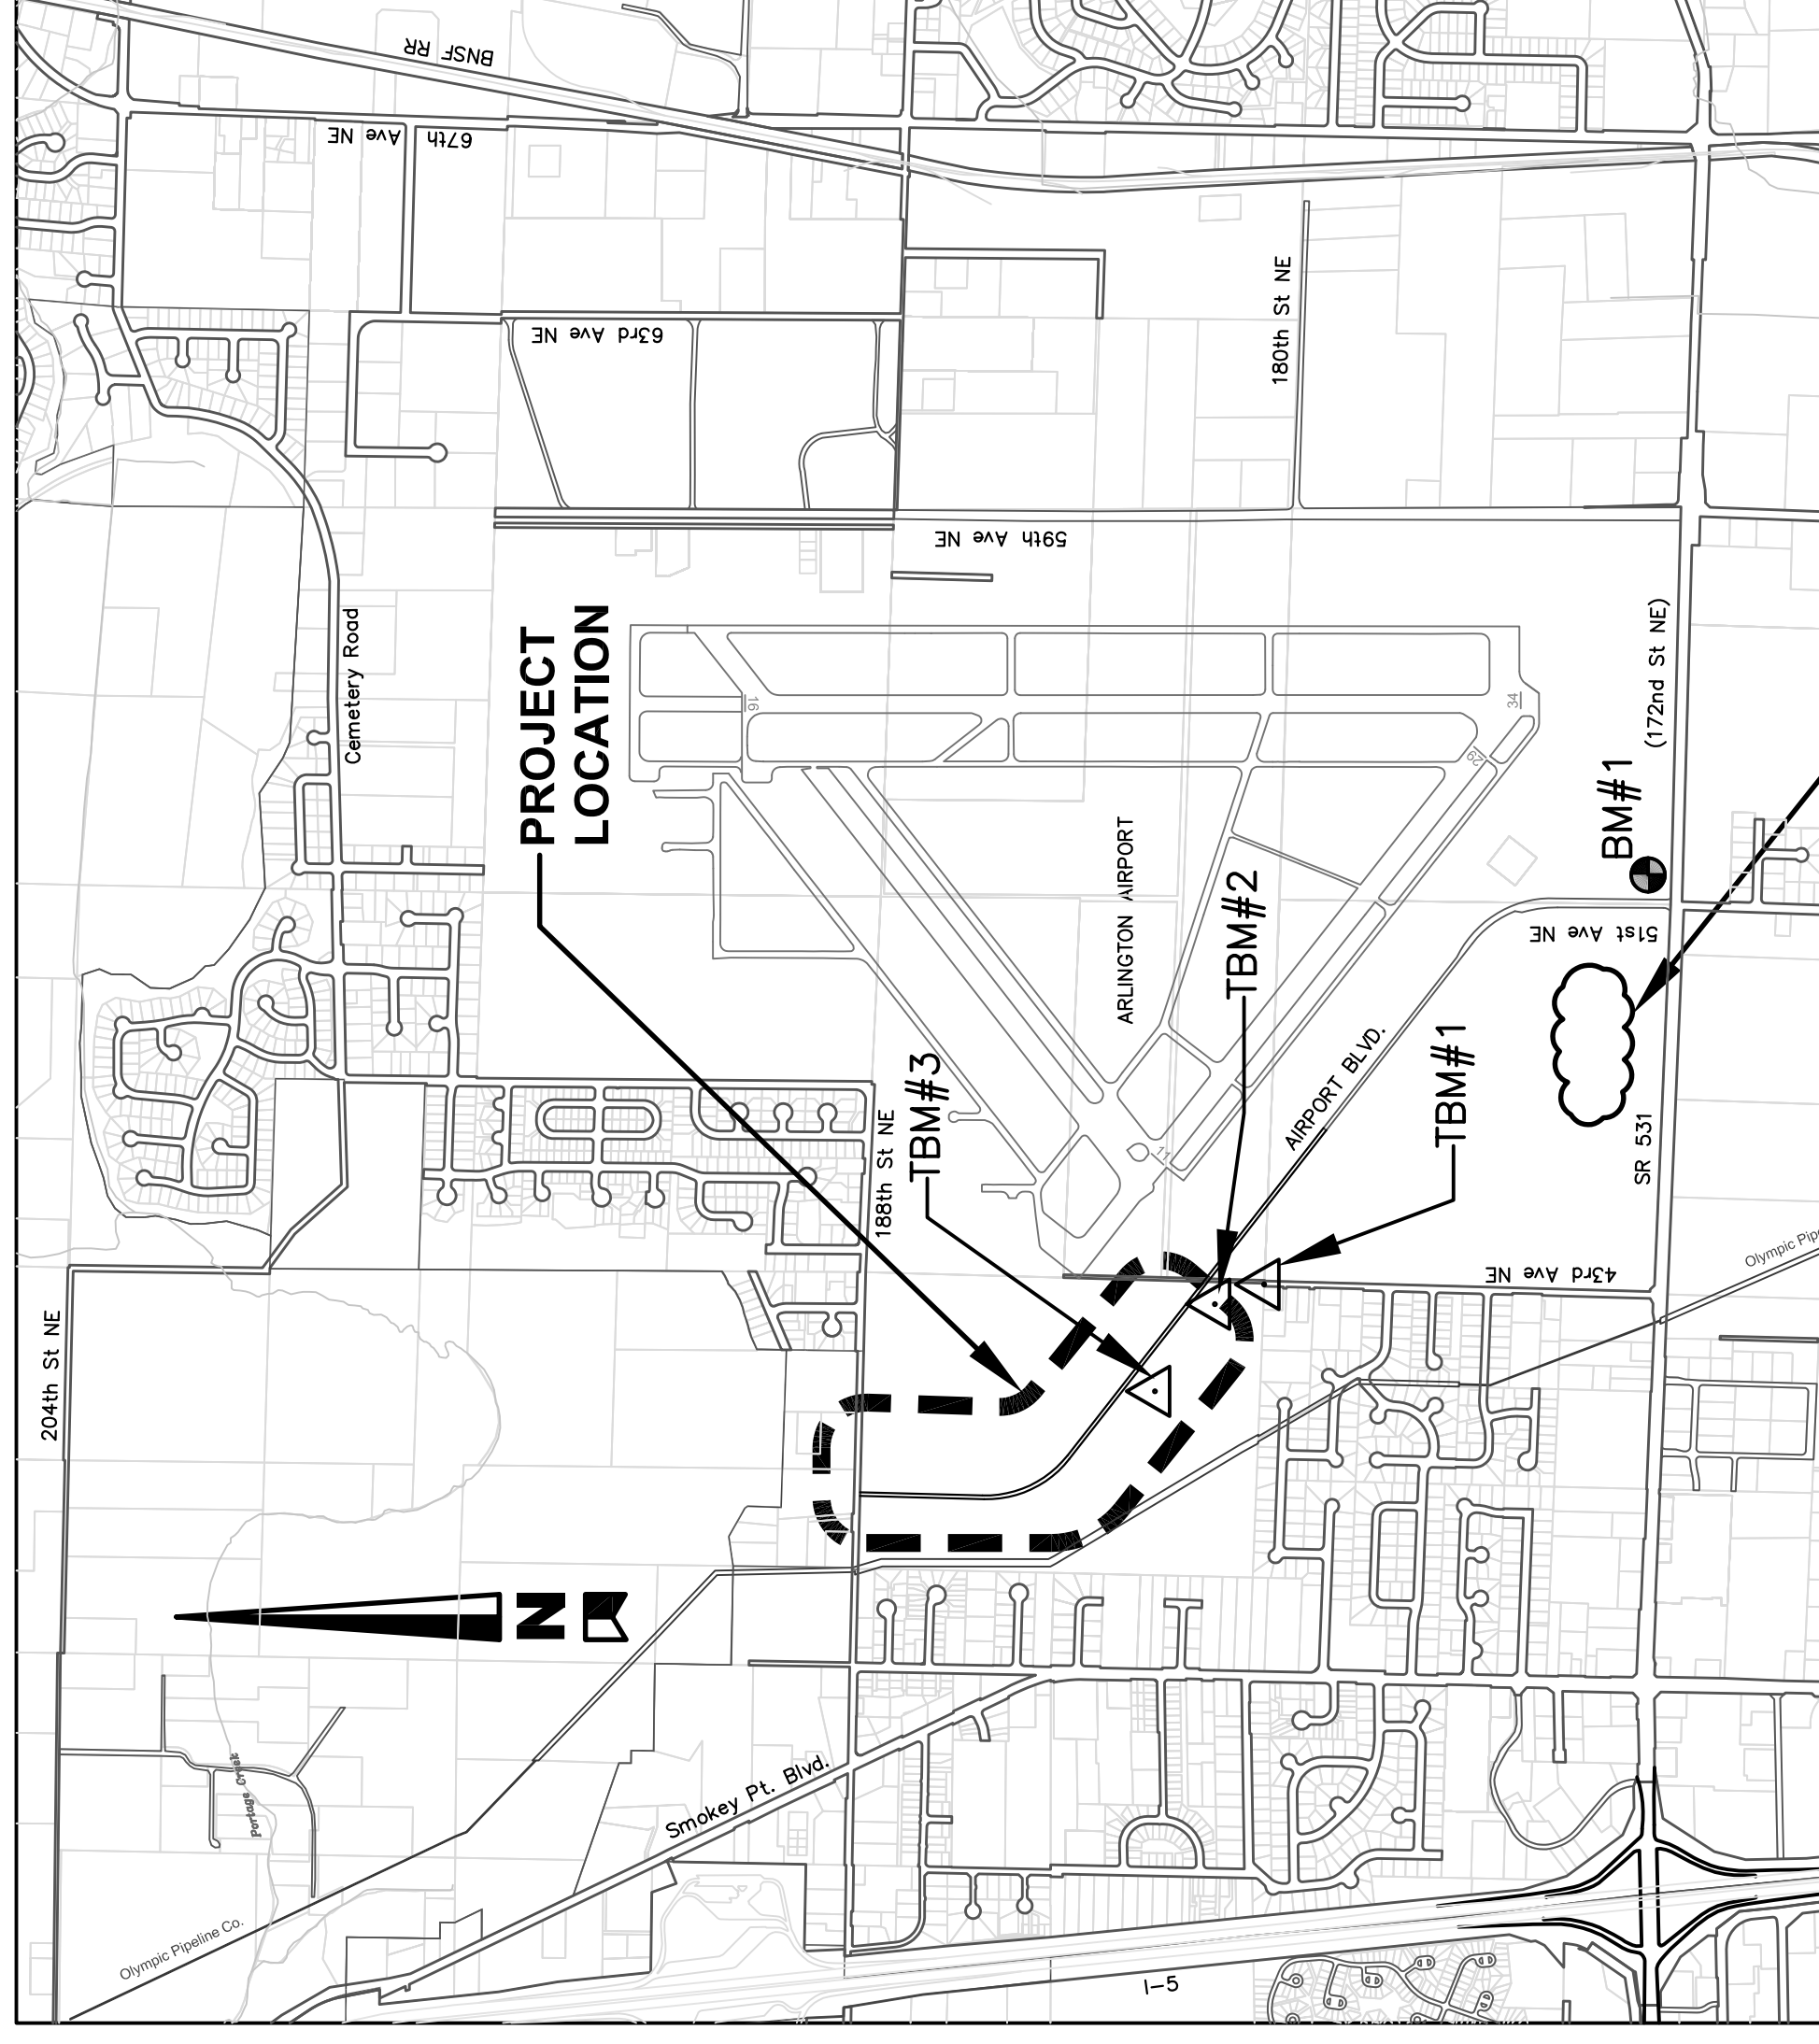 BNSF RR
67th Ave NE
63rd Ave NE
180th St NE
59th Ave NE
Cemetery Road
PROJECT
LOCATION
16
34
29
11
(172nd St NE)
BM#1
ARLINGTON AIRPORT
TBM#2
51st Ave NE
AIRPORT BLVD.
TBM#1
TBM#3
188th St NE
SR 531
43rd Ave NE
Olympic Pipe
204th St NE
N
Portage Creek
Smokey Pt. Blvd.
Olympic Pipeline Co.
I-5